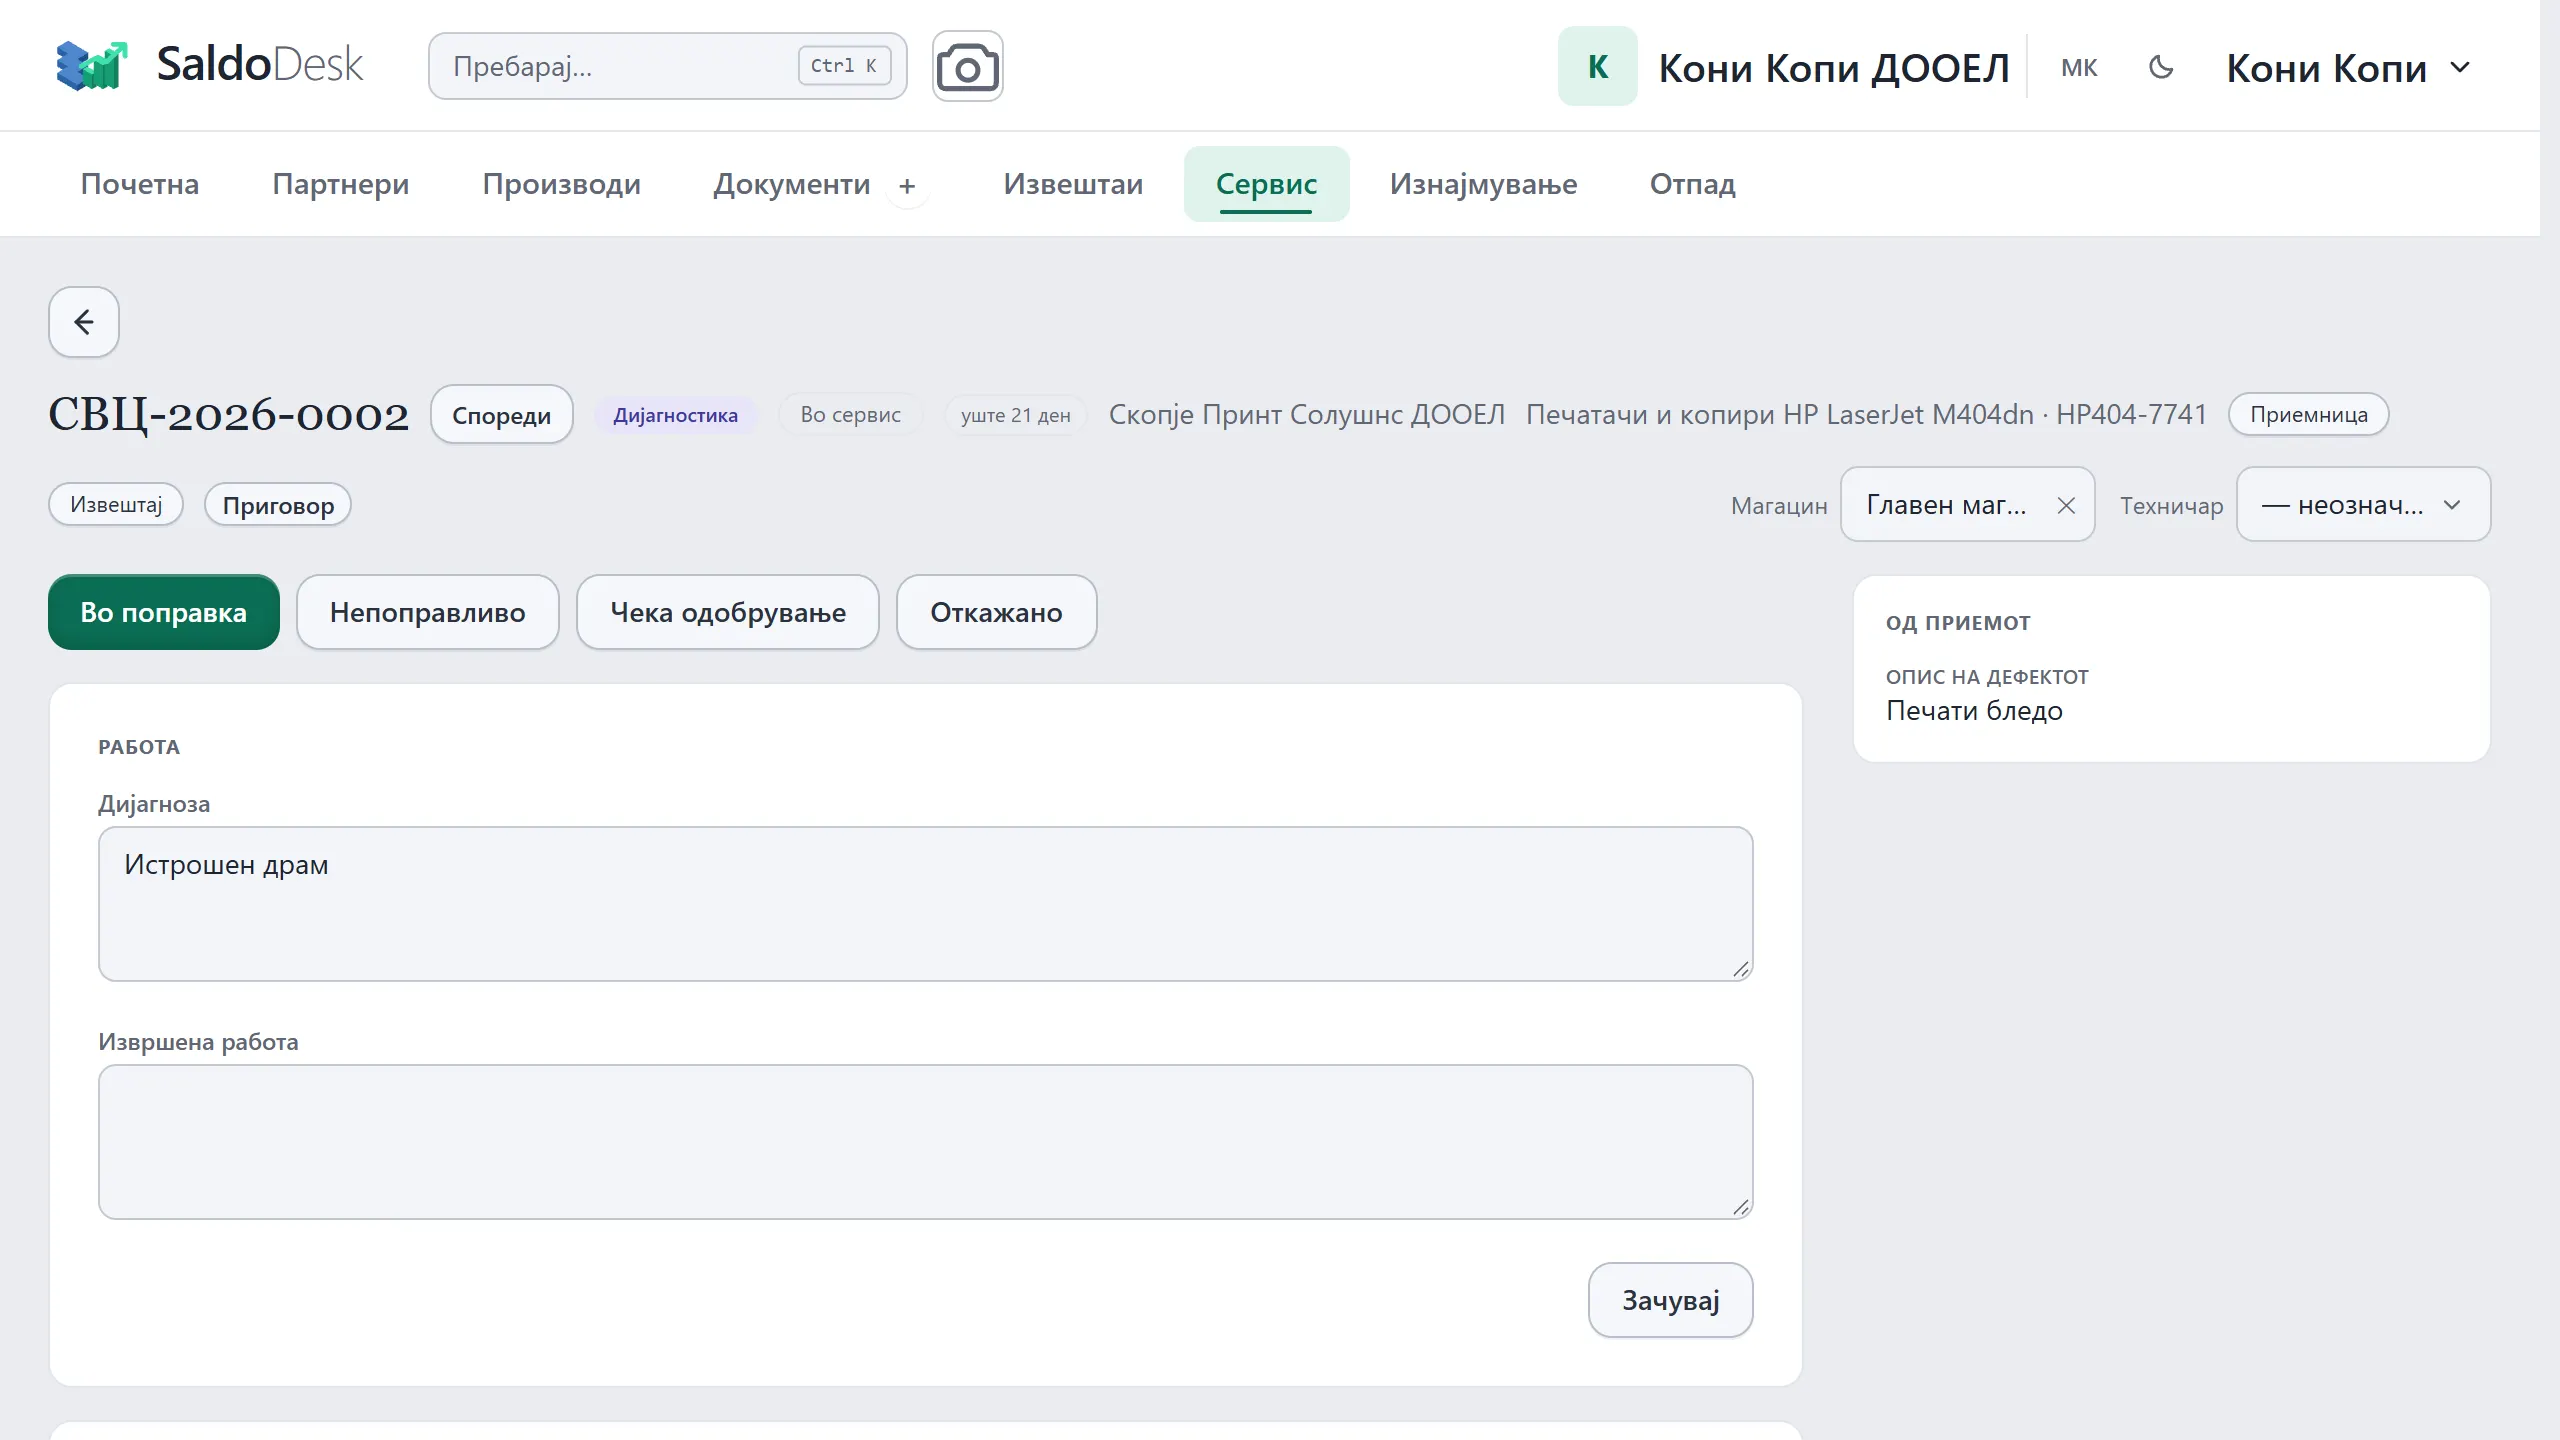 SaldoDesk
Пребарај...
Ctrl K
К
Кони Копи ДООЕЛ
МК
Кони Копи
Почетна
Партнери
Производи
Документи +
Извештаи
Сервис
Изнајмување
Отпад
СВЦ-2026-0002
Спореди
Дијагностика
Во сервис
уште 21 ден
Скопје Принт Солушнс ДООЕЛ
Печатачи и копири HP LaserJet M404dn · HP404-7741
Приемница
Извештај
Приговор
Магацин
Главен маг...
Техничар
— неознач...
Во поправка
Непоправливо
Чека одобрување
Откажано
ОД ПРИЕМОТ
ОПИС НА ДЕФЕКТОТ
Печати бледо
РАБОТА
Дијагноза
Истрошен драм
Извршена работа
Зачувај